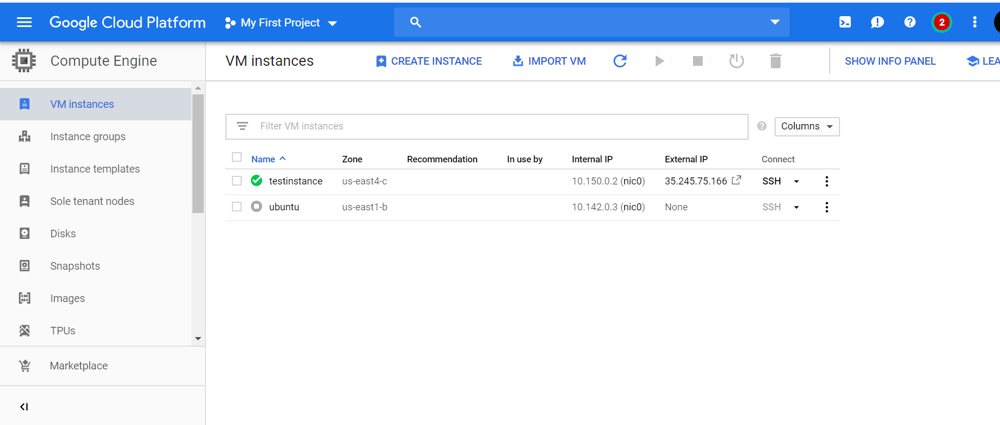 Google Cloud Platform
My First Project
2
Compute Engine
VM instances
CREATE INSTANCE
IMPORT VM
SHOW INFO PANEL
LEA
VM instances
Instance groups
Instance templates
Sole tenant nodes
Disks
Snapshots
Images
TPUs
Marketplace
Filter VM instances
Columns
Name Zone Recommendation In use by Internal IP External IP Connect
testinstance us-east4-c 10.150.0.2 (nic0) 35.245.75.166 SSH
ubuntu us-east1-b 10.142.0.3 (nic0) None SSH